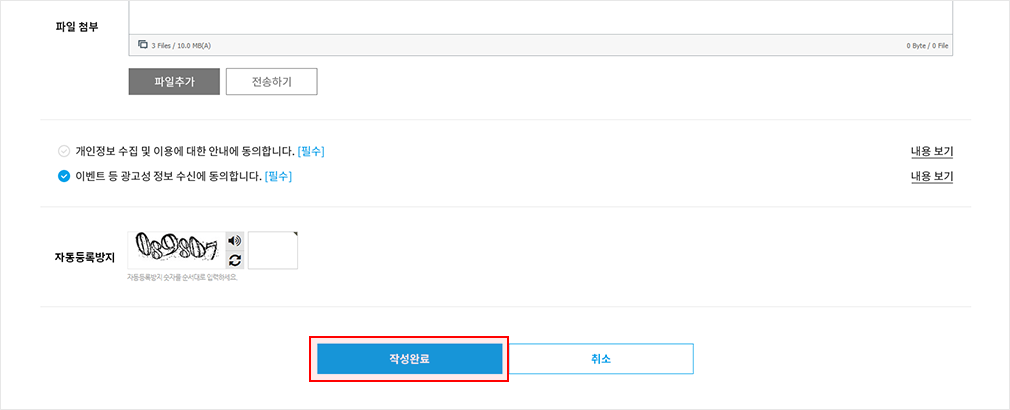 파일 첨부
3 Files / 10.0 MB(A)
0 Byte / 0 File
파일추가
전송하기
개인정보 수집 및 이용에 대한 안내에 동의합니다. [필수]
내용 보기
이벤트 등 광고성 정보 수신에 동의합니다. [필수]
내용 보기
자동등록방지
자동등록방지 숫자를 순서대로 입력하세요.
작성완료
취소